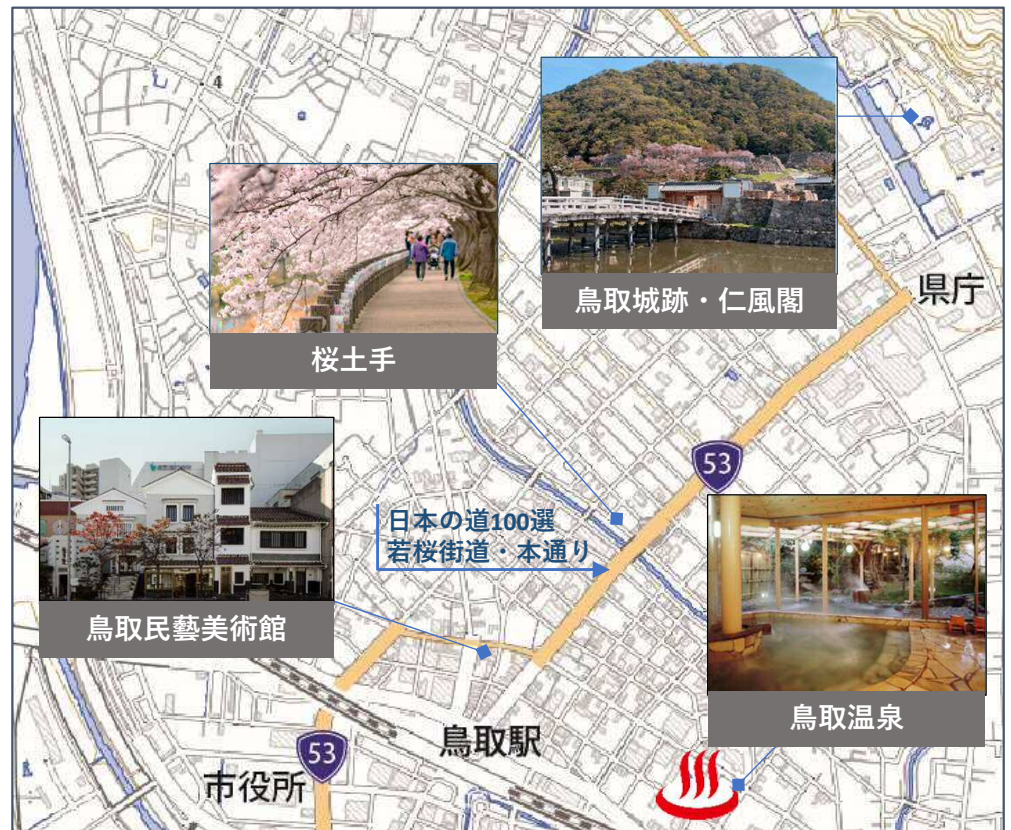 4
鳥取城跡・仁風閣
県庁
桜土手
53
日本の道100選
若桜街道・本通り
鳥取民藝美術館
鳥取温泉
鳥取駅
53
市役所